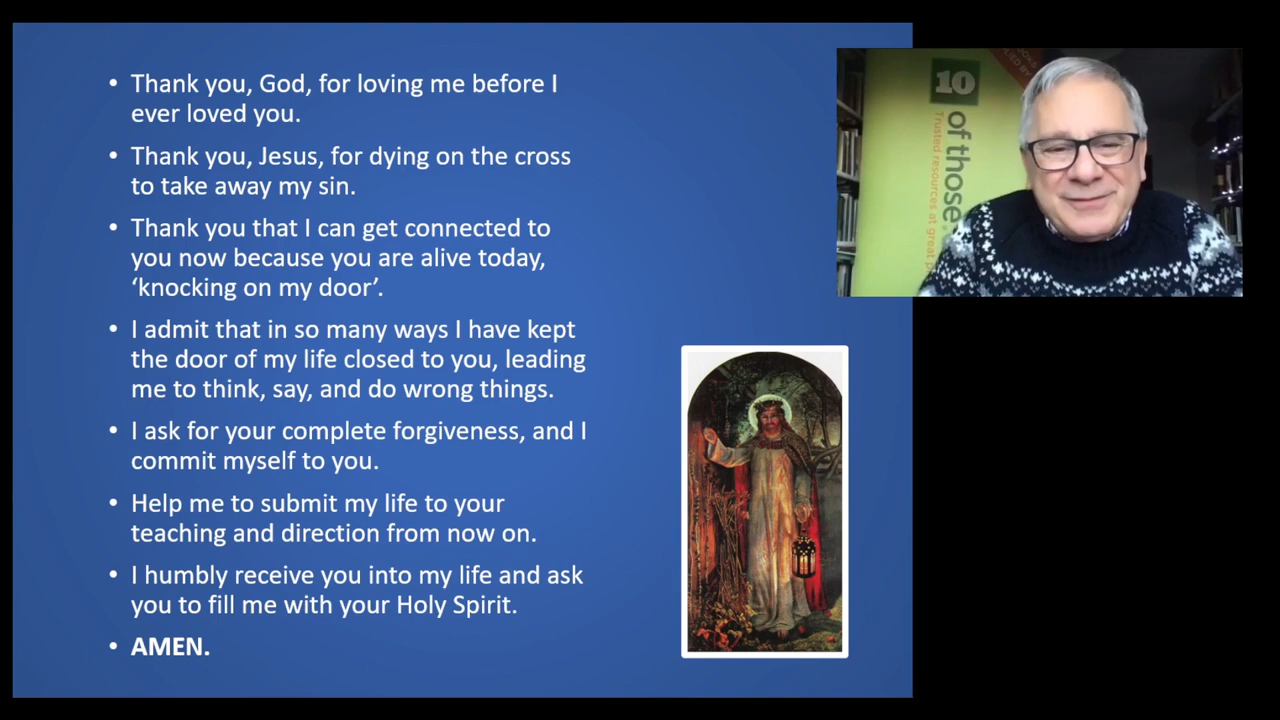 • Thank you, God, for loving me before I
ever loved you.
• Thank you, Jesus, for dying on the cross
to take away my sin.
• Thank you that I can get connected to
you now because you are alive today,
‘knocking on my door’.
• I admit that in so many ways I have kept
the door of my life closed to you, leading
me to think, say, and do wrong things.
• I ask for your complete forgiveness, and I
commit myself to you.
• Help me to submit my life to your
teaching and direction from now on.
• I humbly receive you into my life and ask
you to fill me with your Holy Spirit.
• AMEN.
10
of those
Trusted resources at great